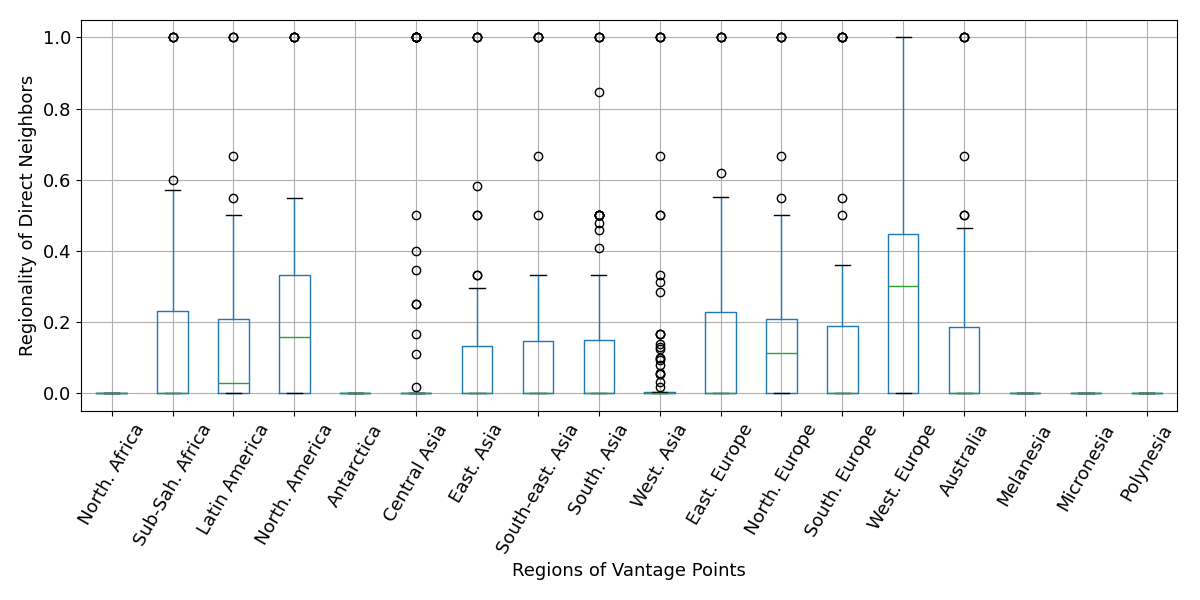 1.0
0.8
0.6
0.4
0.2
0.0
Regionality of Direct Neighbors
North. Africa
Sub-Sah. Africa
Latin America
North. America
Antarctica
Central Asia
East. Asia
South-east. Asia
South. Asia
West. Asia
East. Europe
North. Europe
South. Europe
West. Europe
Australia
Melanesia
Micronesia
Polynesia
Regions of Vantage Points